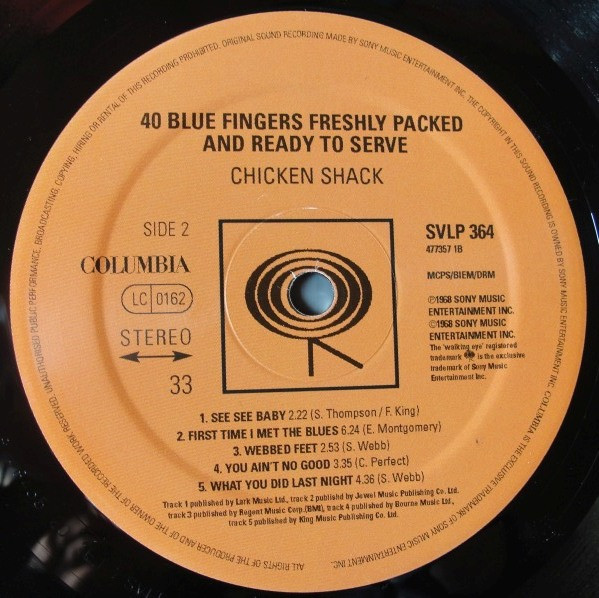 ORIGINAL SOUND RECORDING MADE BY SONY MUSIC ENTERTAINMENT INC. THE COPYRIGHT IN THIS SOUND RECORDING IS OWNED BY SONY MUSIC ENTERTAINMENT INC. COLUMBIA IS THE EXCLUSIVE TRADEMARK OF SONY MUSIC ENTERTAINMENT INC.
ALL RIGHTS OF THE PRODUCER AND OF THE OWNER OF THE RECORDED WORK RESERVED. UNAUTHORISED PUBLIC PERFORMANCE, BROADCASTING, COPYING, HIRING OR RENTAL OF THIS RECORDING PROHIBITED.
40 BLUE FINGERS FRESHLY PACKED
AND READY TO SERVE
CHICKEN SHACK
SIDE 2
COLUMBIA
LC 0162
STEREO
33
SVLP 364
477357 1B
MCPS/BIEM/DRM
℗1968 SONY MUSIC
ENTERTAINMENT INC.
©1968 SONY MUSIC
ENTERTAINMENT INC.
The 'walking eye' registered
trademark is the exclusive
trademark of Sony Music
Entertainment Inc.
1. SEE SEE BABY 2.22 (S. Thompson / F. King)
2. FIRST TIME I MET THE BLUES 6.24 (E. Montgomery)
3. WEBBED FEET 2.53 (S. Webb)
4. YOU AIN'T NO GOOD 3.35 (C. Perfect)
5. WHAT YOU DID LAST NIGHT 4.36 (S. Webb)
Track 1 published by Lark Music Ltd., track 2 published by Jewel Music Publishing Co. Ltd.
track 3 published by Regent Music Corp.(BMI), track 4 published by Bourne Music Ltd.
track 5 published by King Music Publishing Co. Ltd.